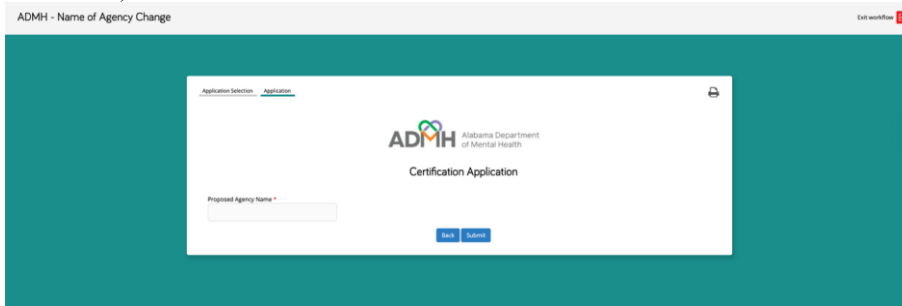 ADMH - Name of Agency Change
Exit workflow
Application Selection Application
ADMH Alabama Department
of Mental Health
Certification Application
Proposed Agency Name *
Back Submit